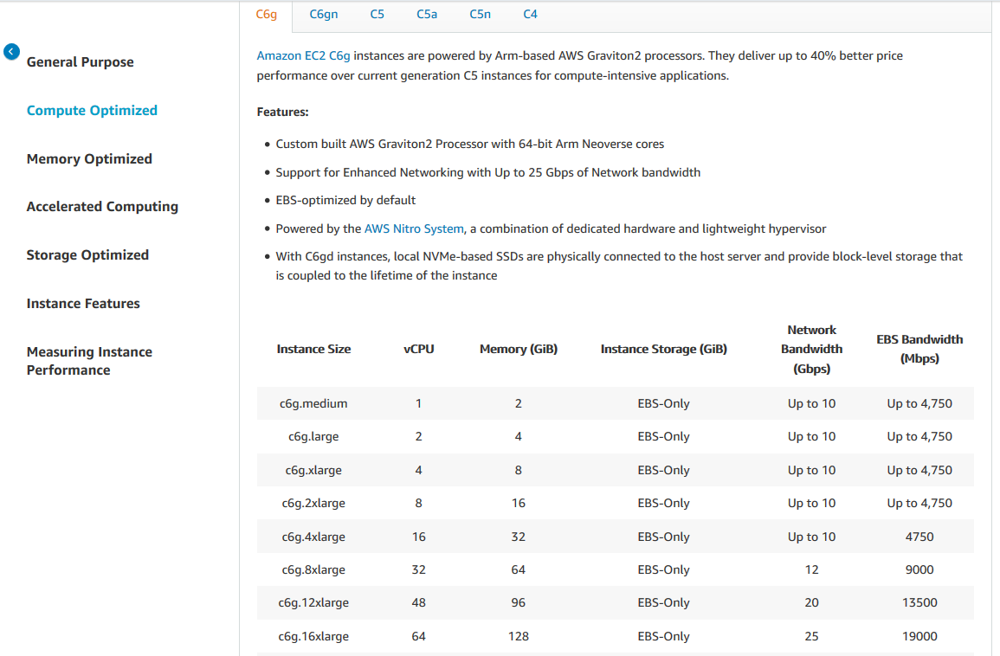 C6g C6gn C5 C5a C5n C4
General Purpose
Compute Optimized
Memory Optimized
Accelerated Computing
Storage Optimized
Instance Features
Measuring Instance
Performance
Amazon EC2 C6g instances are powered by Arm-based AWS Graviton2 processors. They deliver up to 40% better price
performance over current generation C5 instances for compute-intensive applications.
Features:
• Custom built AWS Graviton2 Processor with 64-bit Arm Neoverse cores
• Support for Enhanced Networking with Up to 25 Gbps of Network bandwidth
• EBS-optimized by default
• Powered by the AWS Nitro System, a combination of dedicated hardware and lightweight hypervisor
• With C6gd instances, local NVMe-based SSDs are physically connected to the host server and provide block-level storage that
is coupled to the lifetime of the instance
Instance Size vCPU Memory (GiB) Instance Storage (GiB) Network Bandwidth (Gbps) EBS Bandwidth (Mbps)
c6g.medium 1 2 EBS-Only Up to 10 Up to 4,750
c6g.large 2 4 EBS-Only Up to 10 Up to 4,750
c6g.xlarge 4 8 EBS-Only Up to 10 Up to 4,750
c6g.2xlarge 8 16 EBS-Only Up to 10 Up to 4,750
c6g.4xlarge 16 32 EBS-Only Up to 10 4750
c6g.8xlarge 32 64 EBS-Only 12 9000
c6g.12xlarge 48 96 EBS-Only 20 13500
c6g.16xlarge 64 128 EBS-Only 25 19000